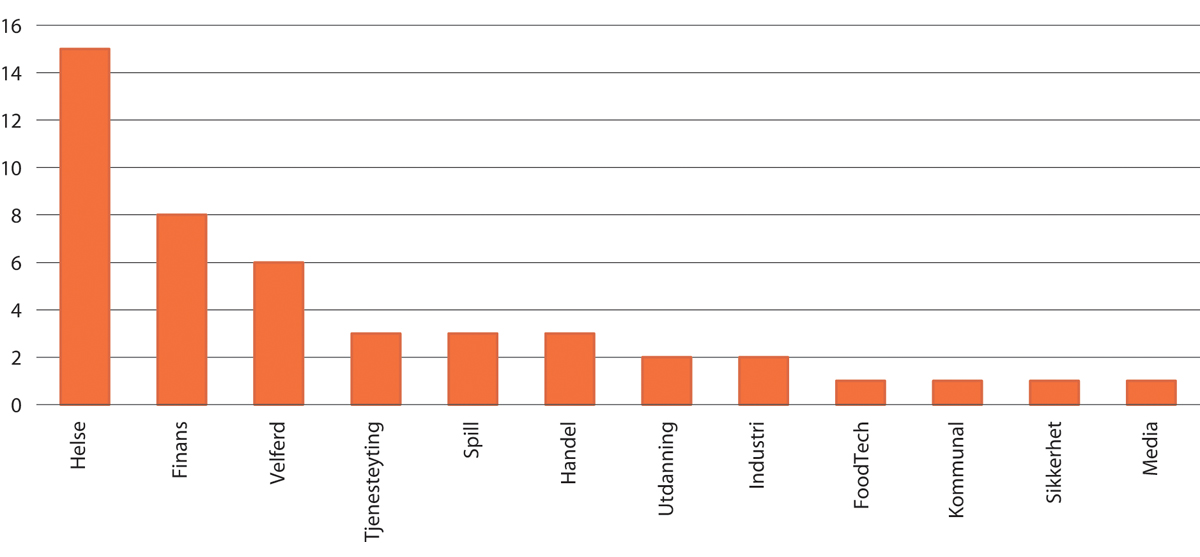 16
14
12
10
8
6
4
2
0
Helse
Finans
Velferd
Tjenesteyting
Spill
Handel
Utdanning
Industri
FoodTech
Kommunal
Sikkerhet
Media